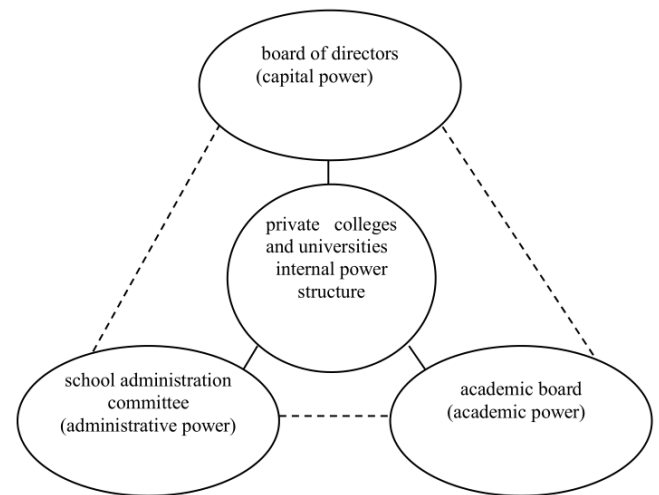 board of directors
(capital power)
private colleges
and universities
internal power
structure
school administration
committee
(administrative power)
academic board
(academic power)